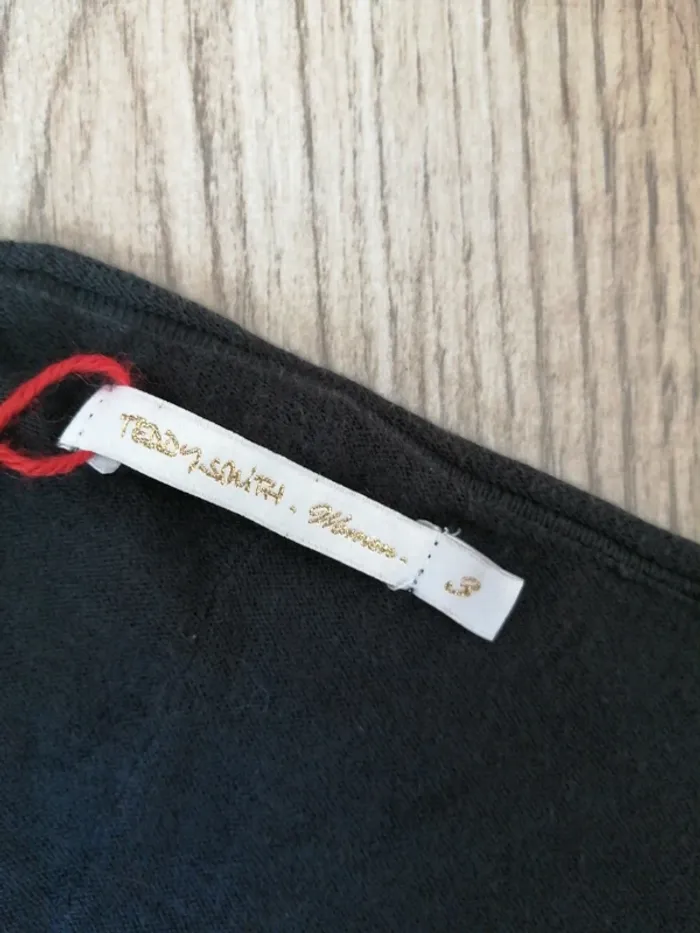 TEDDY SMITH . Women .
3